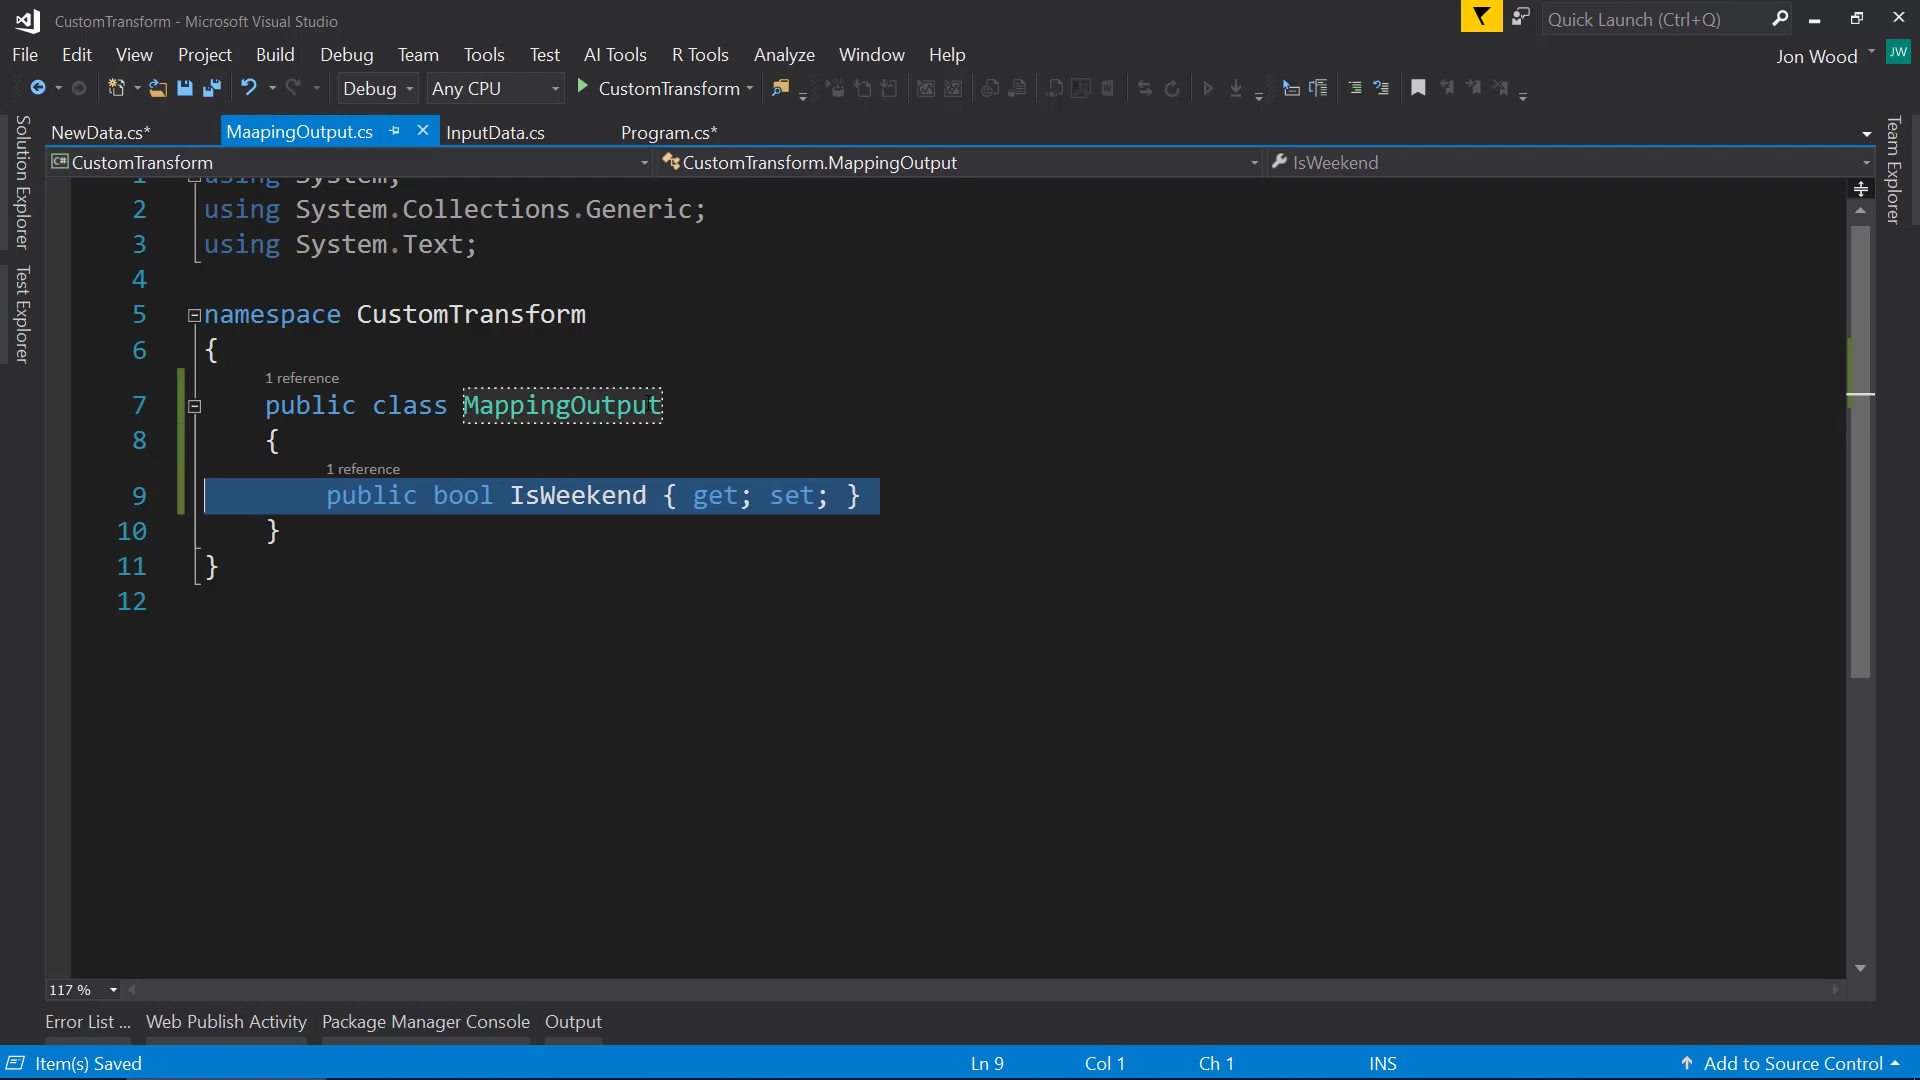 CustomTransform - Microsoft Visual Studio
Quick Launch (Ctrl+Q)
File Edit View Project Build Debug Team Tools Test AI Tools R Tools Analyze Window Help
Jon Wood JW
Debug Any CPU CustomTransform
NewData.cs* MaapingOutput.cs InputData.cs Program.cs*
C# CustomTransform CustomTransform.MappingOutput IsWeekend
Solution Explorer
Test Explorer
Team Explorer
1 using System;
2 using System.Collections.Generic;
3 using System.Text;
4
5 namespace CustomTransform
6 {
1 reference
7 public class MappingOutput
8 {
1 reference
9 public bool IsWeekend { get; set; }
10 }
11 }
12
117 %
Error List ... Web Publish Activity Package Manager Console Output
Item(s) Saved Ln 9 Col 1 Ch 1 INS Add to Source Control